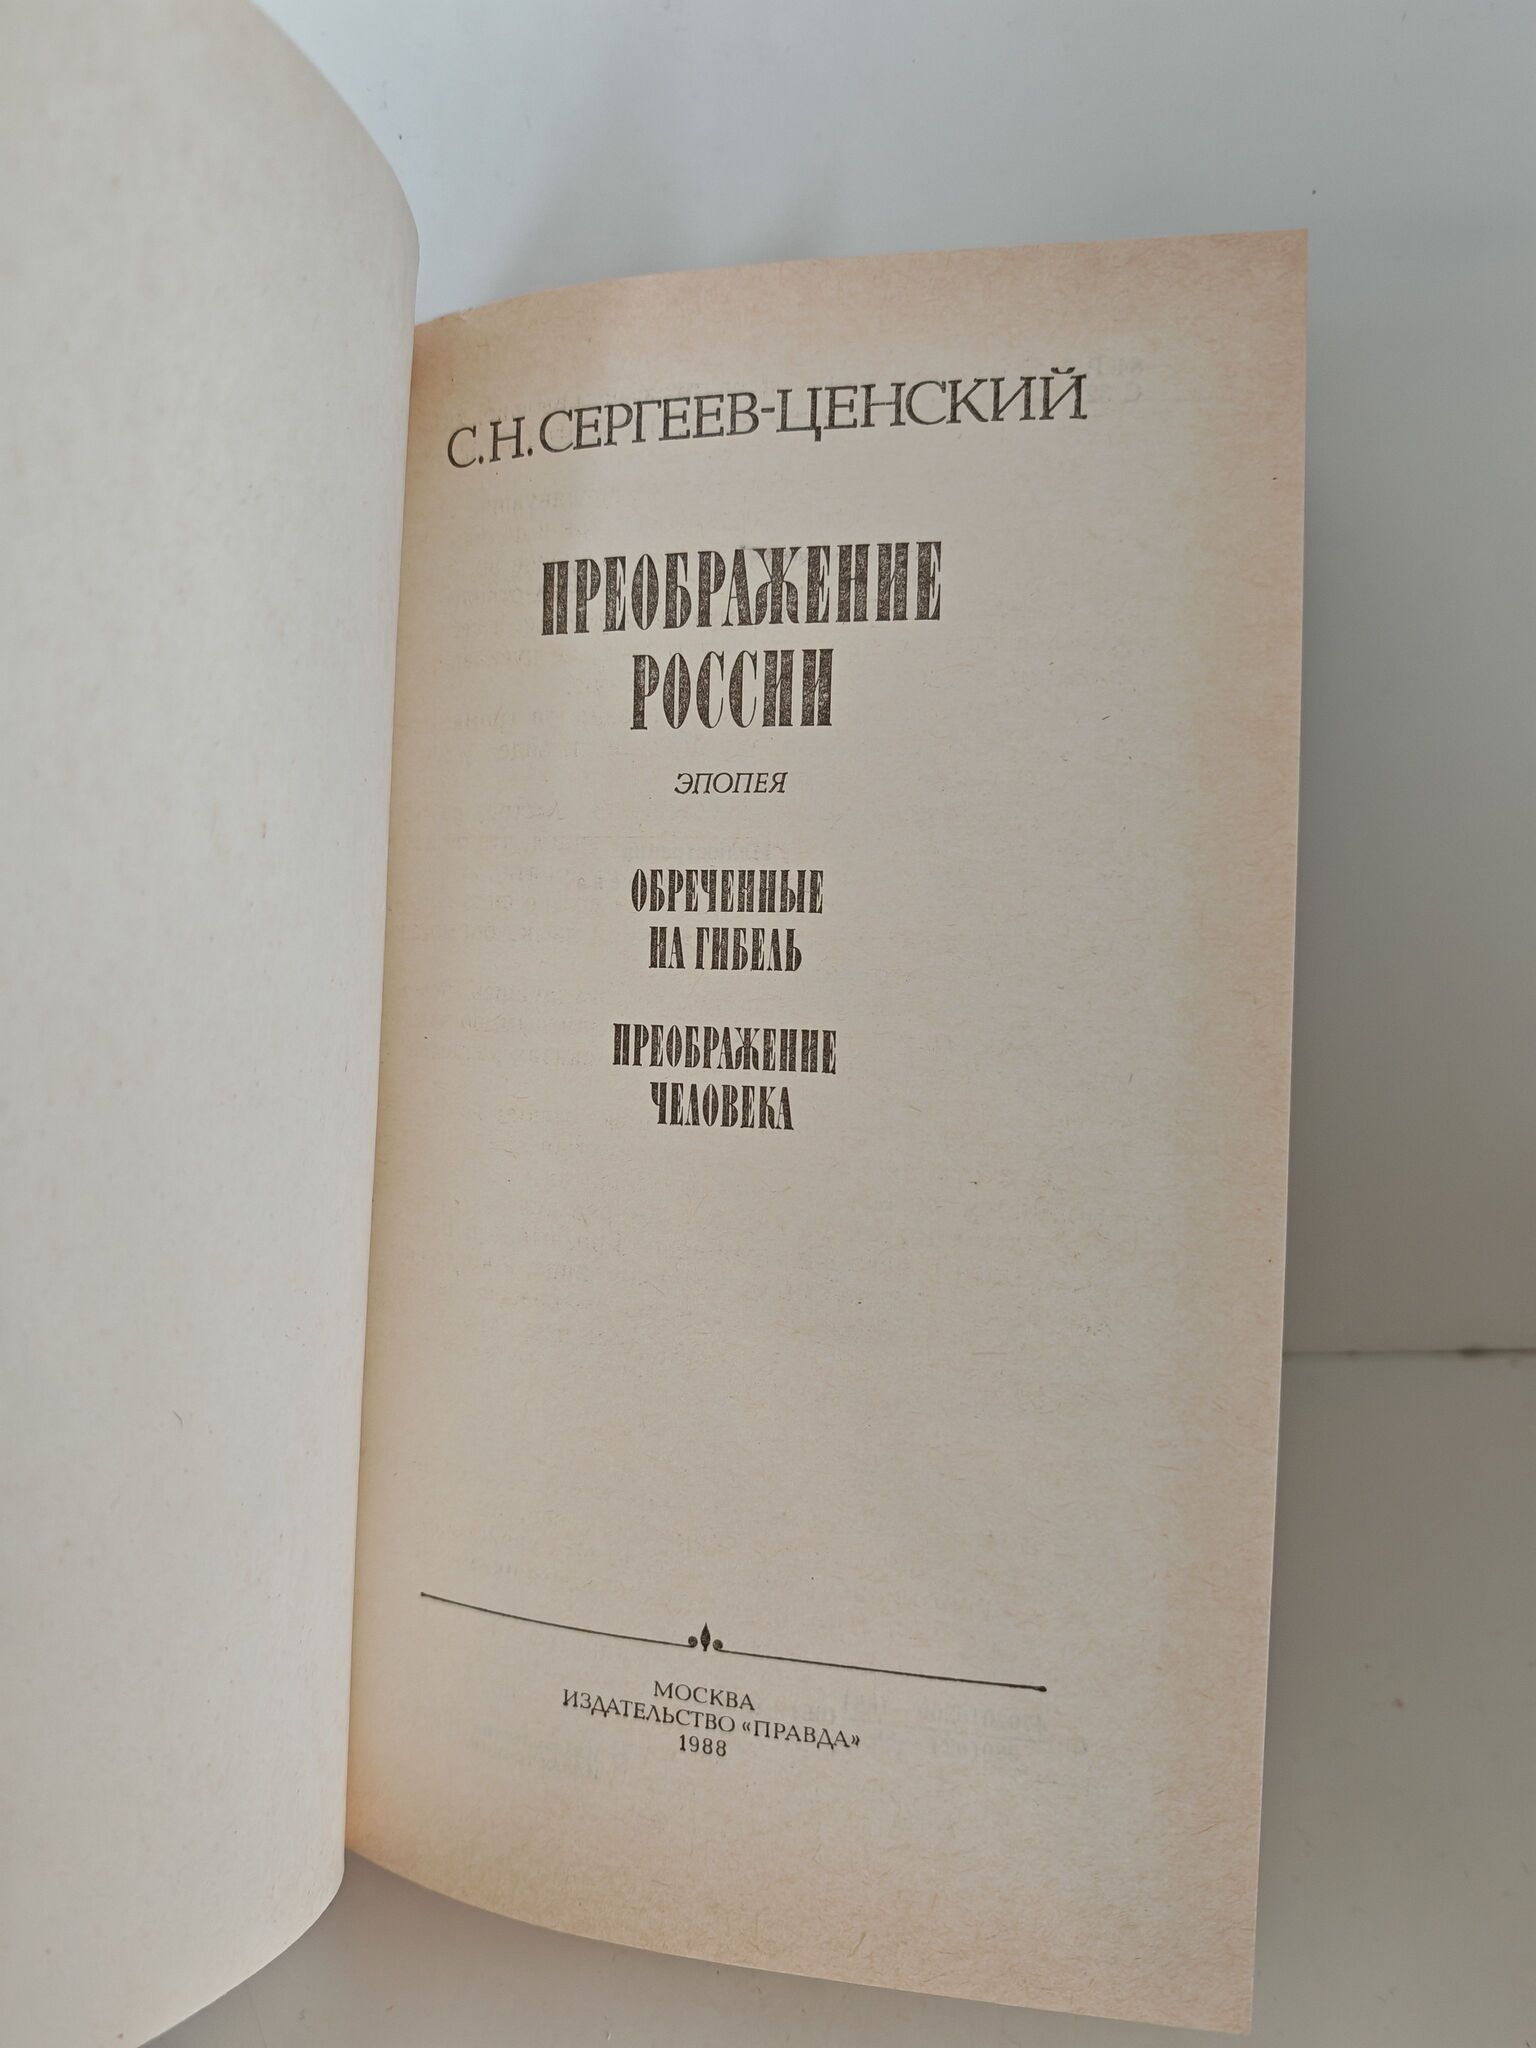 С.Н.СЕРГЕЕВ-ЦЕНСКИЙ
ПРЕОБРАЖЕНИЕ
РОССИИ
ЭПОПЕЯ
ОБРЕЧЕННЫЕ
НА ГИБЕЛЬ
ПРЕОБРАЖЕНИЕ
ЧЕЛОВЕКА
МОСКВА
ИЗДАТЕЛЬСТВО «ПРАВДА»
1988